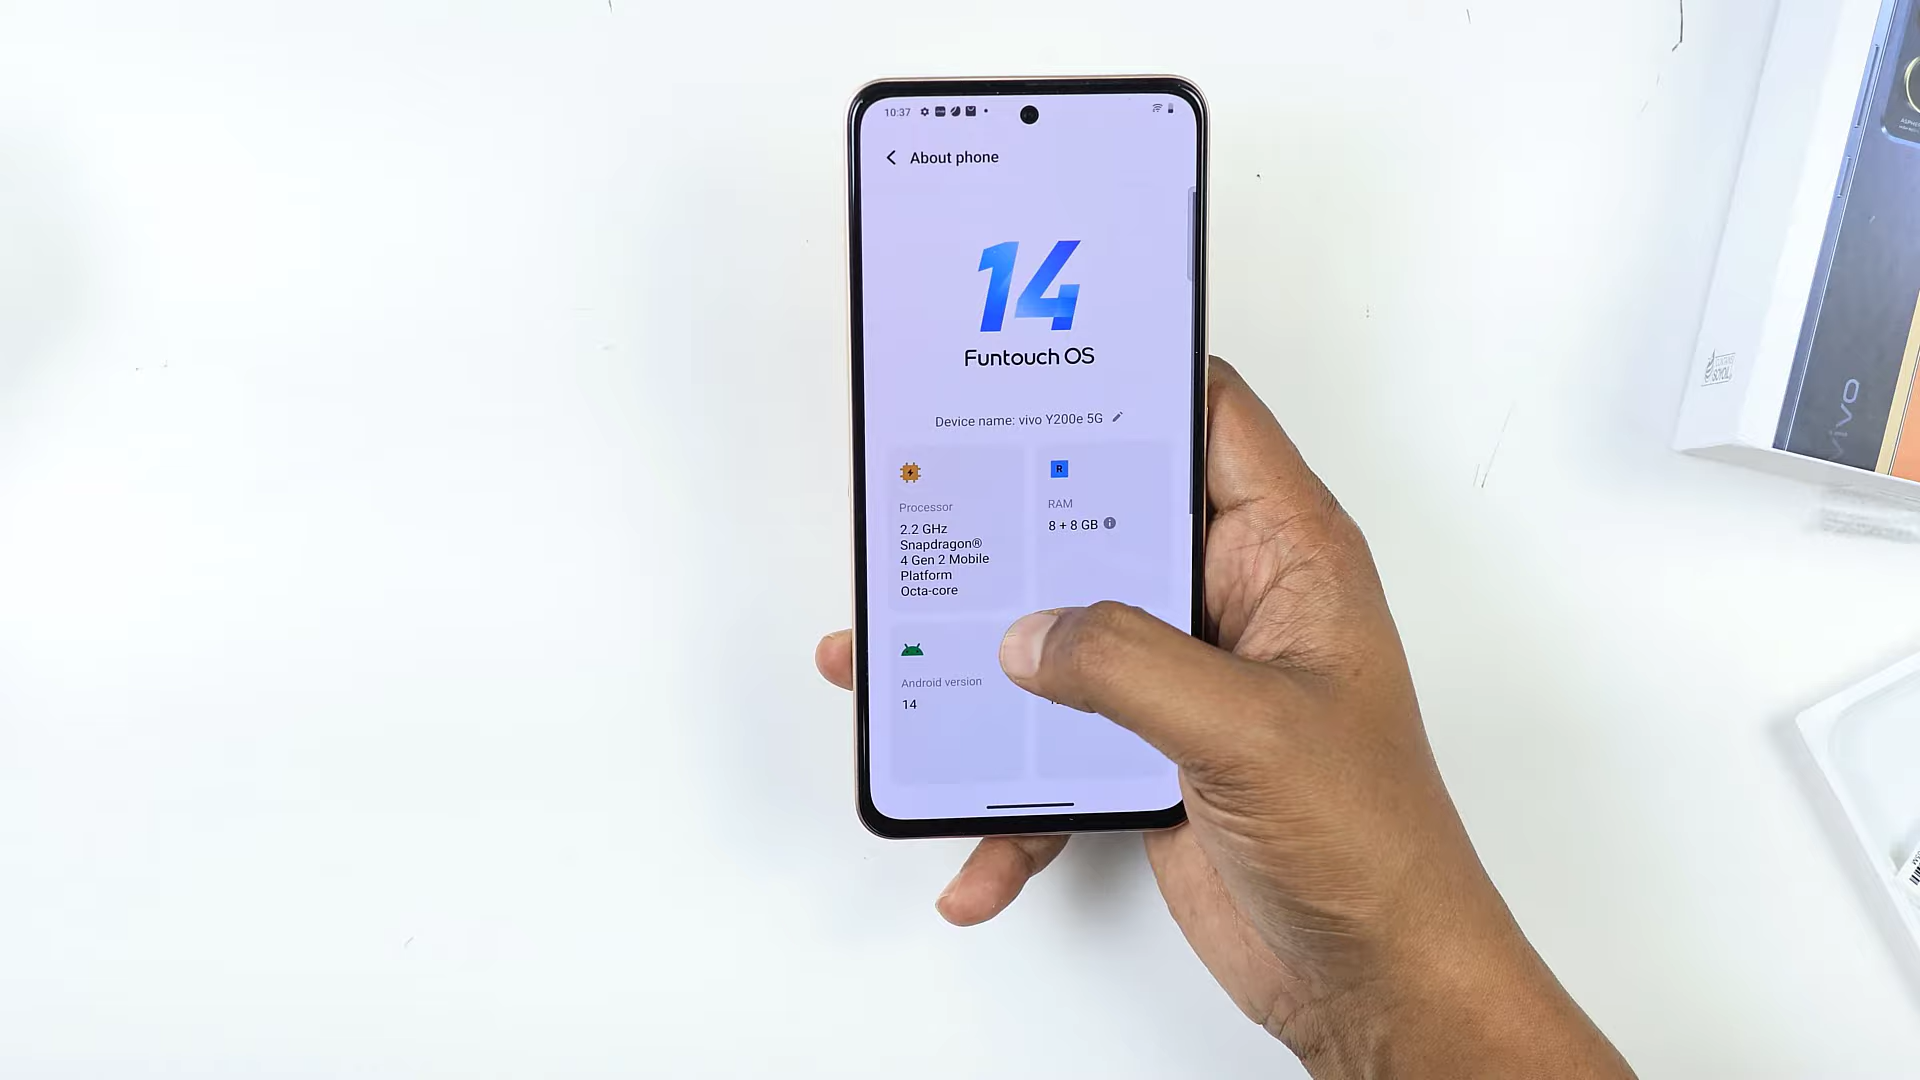 10:37
About phone
14
Funtouch OS
Device name: vivo Y200e 5G
Processor
2.2 GHz
Snapdragon®
4 Gen 2 Mobile
Platform
Octa-core
R
RAM
8 + 8 GB
Android version
14
vivo